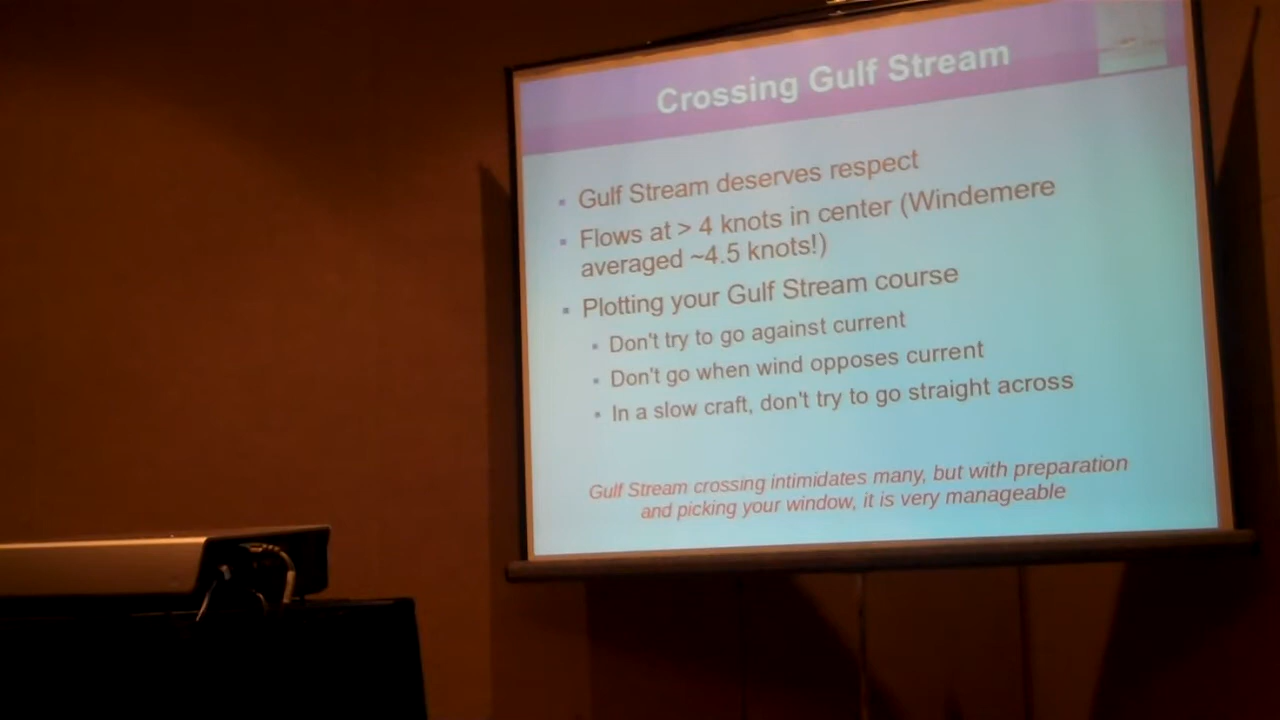 Crossing Gulf Stream
Gulf Stream deserves respect
Flows at > 4 knots in center (Windemere
averaged ~4.5 knots!)
Plotting your Gulf Stream course
Don't try to go against current
Don't go when wind opposes current
In a slow craft, don't try to go straight across
Gulf Stream crossing intimidates many, but with preparation
and picking your window, it is very manageable